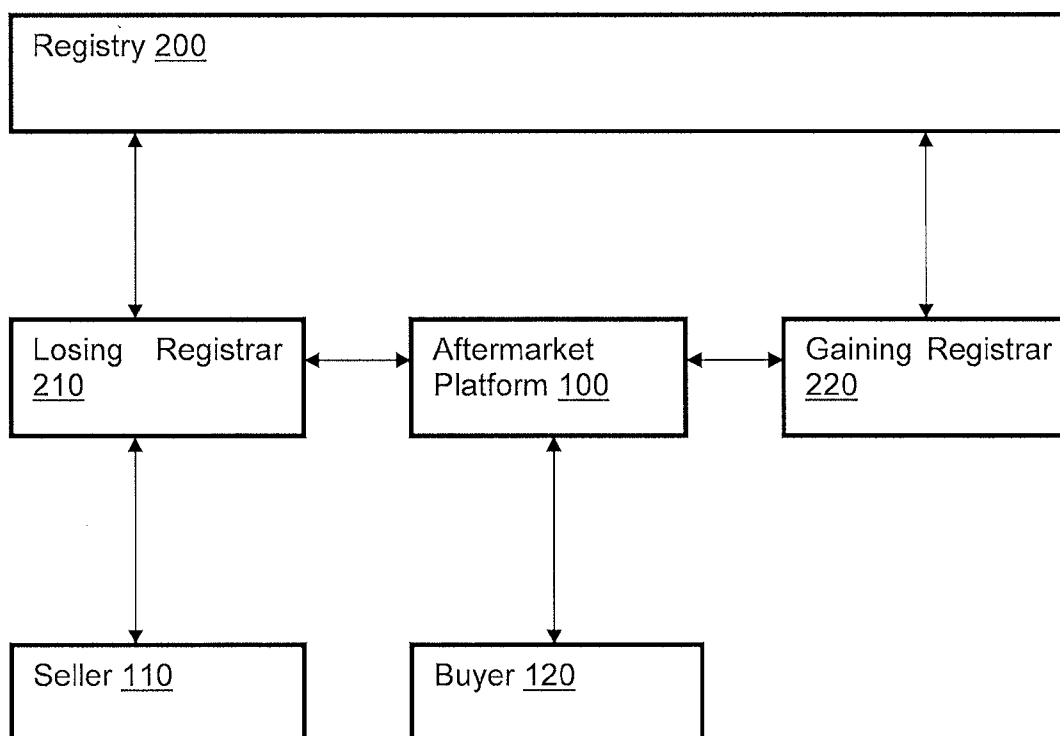 Registry 200
Losing Registrar
210
Aftermarket
Platform 100
Gaining Registrar
220
Seller 110
Buyer 120